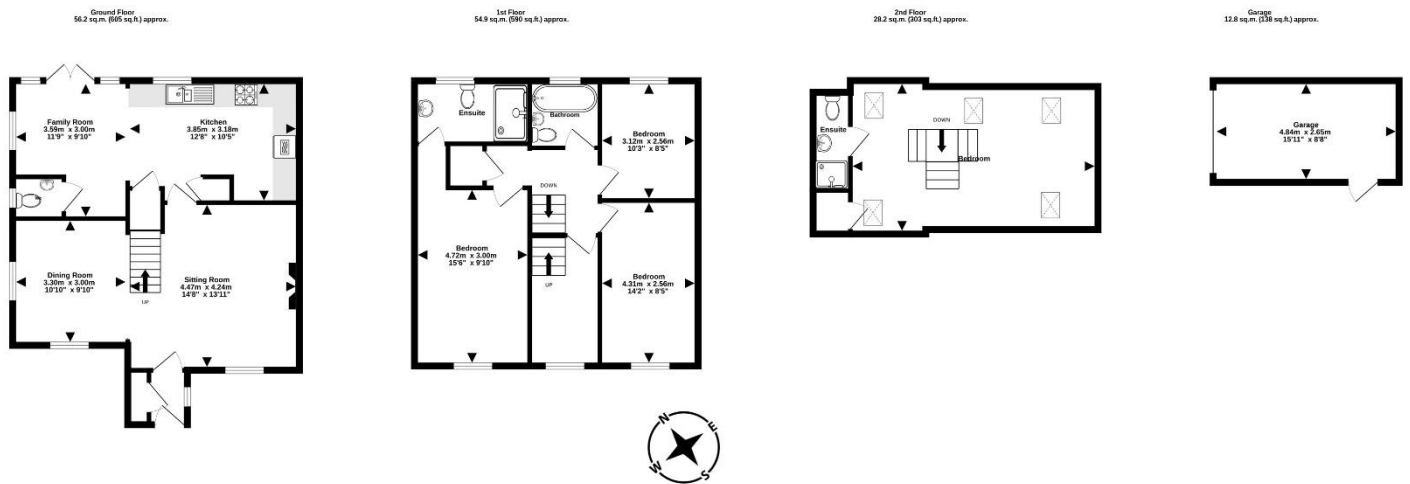 Ground Floor
56.2 sq.m. (605 sq.ft.) approx.
Family Room
3.59m x 3.00m
11'9" x 9'10"
Kitchen
3.85m x 3.18m
12'8" x 10'5"
Dining Room
3.30m x 3.00m
10'10" x 9'10"
Sitting Room
4.47m x 4.24m
14'8" x 13'11"
UP
1st Floor
54.9 sq.m. (590 sq.ft.) approx.
Ensuite
Bathroom
Bedroom
3.12m x 2.56m
10'3" x 8'5"
DOWN
Bedroom
4.72m x 3.00m
15'6" x 9'10"
UP
Bedroom
4.31m x 2.56m
14'2" x 8'5"
2nd Floor
28.2 sq.m. (303 sq.ft.) approx.
Ensuite
DOWN
Bedroom
Garage
12.8 sq.m. (138 sq.ft.) approx.
Garage
4.84m x 2.65m
15'11" x 8'8"
N
E
W
S